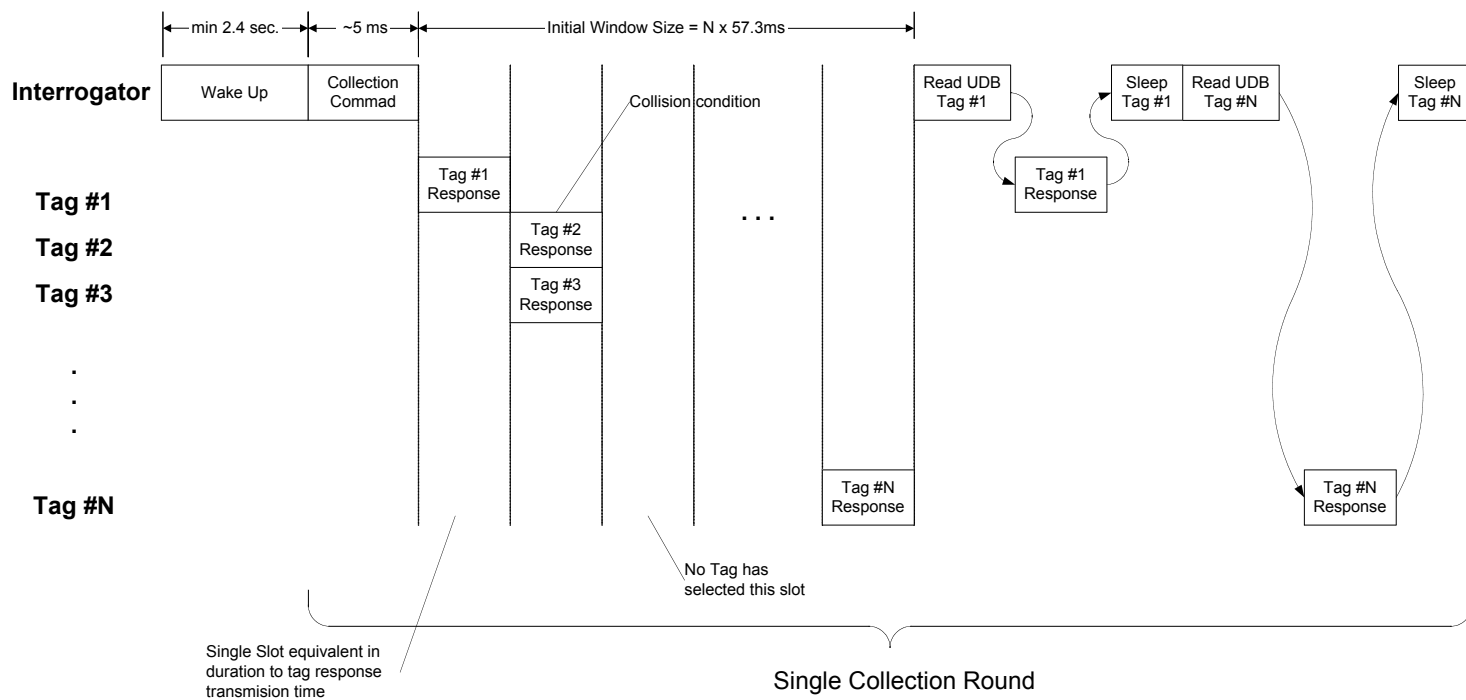 min 2.4 sec.
~5 ms
Initial Window Size = N x 57.3ms
Interrogator
Wake Up
Collection
Commad
Collision condition
Read UDB
Tag #1
Sleep
Tag #1
Read UDB
Tag #N
Sleep
Tag #N
Tag #1
Response
Tag #1
Response
Tag #1
Tag #2
Response
. . .
Tag #2
Tag #3
Response
Tag #3
.
.
.
Tag #N
Response
Tag #N
Response
Tag #N
No Tag has
selected this slot
Single Slot equivalent in
duration to tag response
transmision time
Single Collection Round